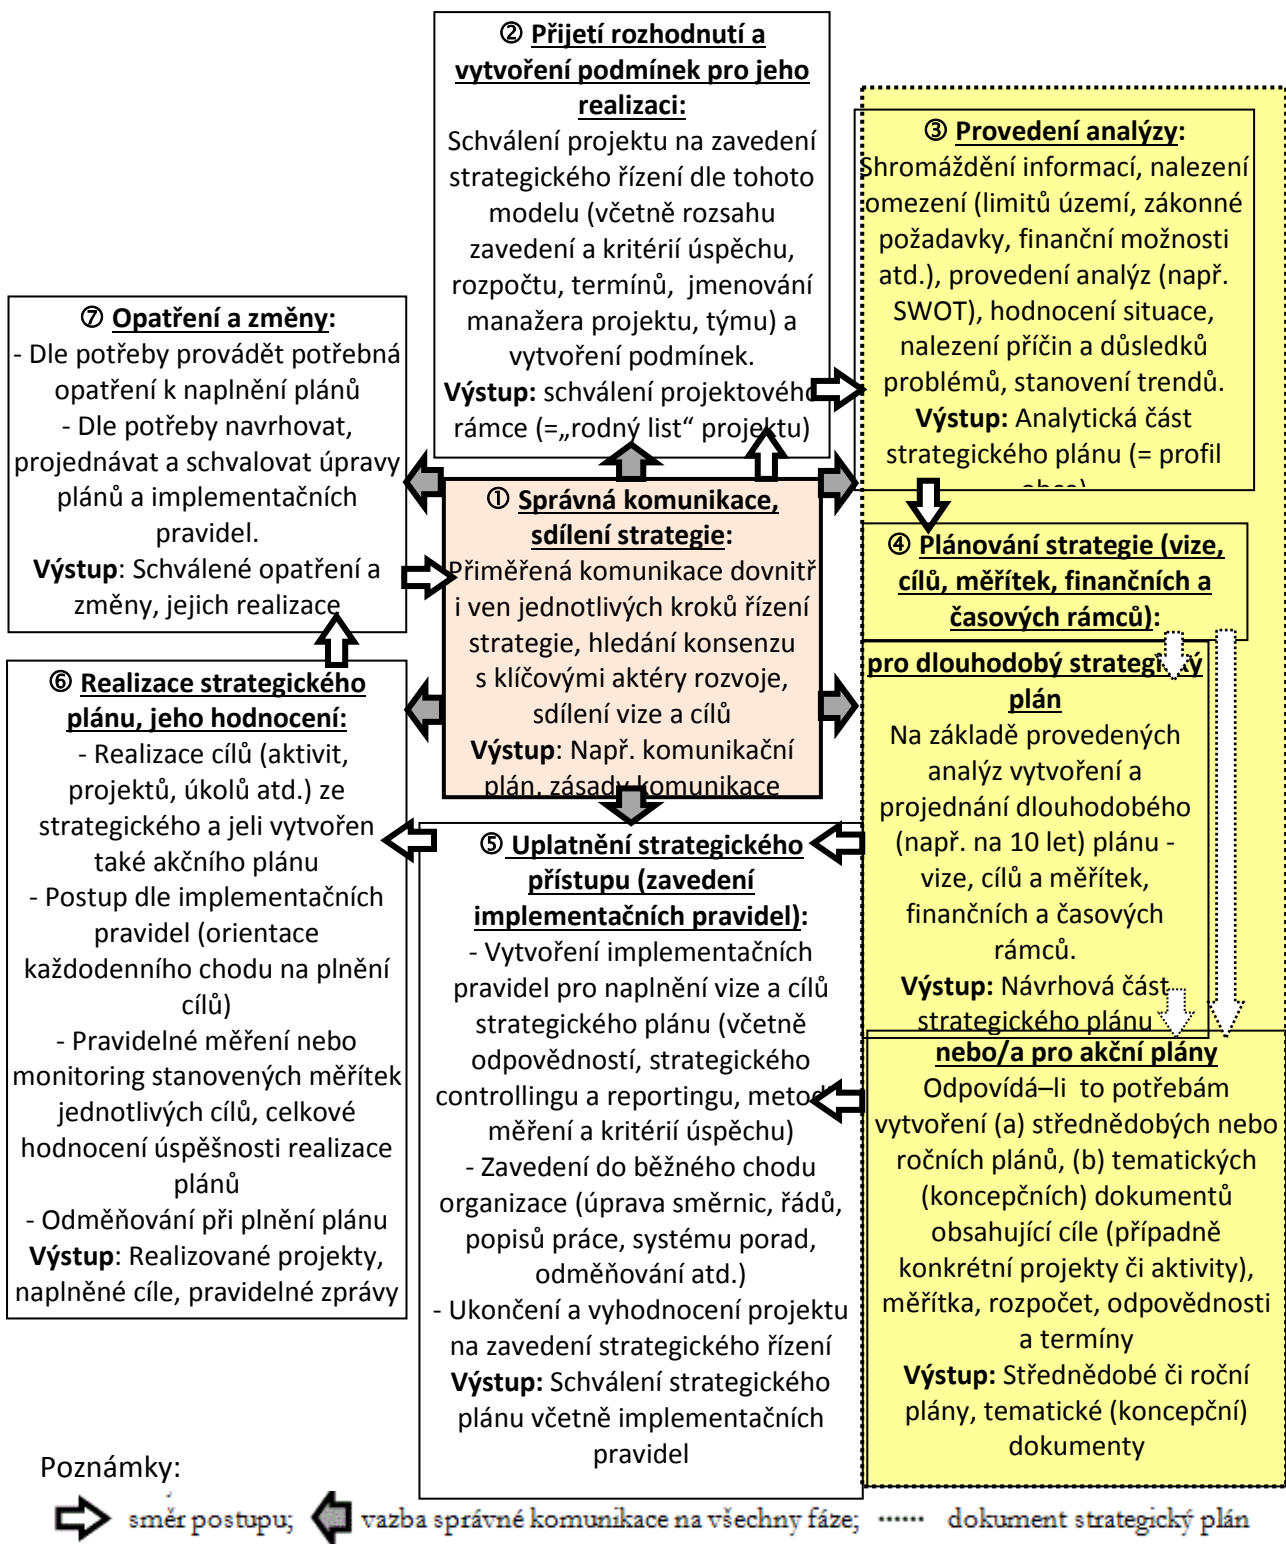 ② Přijetí rozhodnutí a
vytvoření podmínek pro jeho
realizaci:
Schválení projektu na zavedení
strategického řízení dle tohoto
modelu (včetně rozsahu
zavedení a kritérií úspěchu,
rozpočtu, termínů, jmenování
manažera projektu, týmu) a
vytvoření podmínek.
Výstup: schválení projektového
rámce (=„rodný list“ projektu)
③ Provedení analýzy:
Shromáždění informací, nalezení
omezení (limitů území, zákonné
požadavky, finanční možnosti
atd.), provedení analýz (např.
SWOT), hodnocení situace,
nalezení příčin a důsledků
problémů, stanovení trendů.
Výstup: Analytická část
strategického plánu (= profil
obce)
⑦ Opatření a změny:
- Dle potřeby provádět potřebná
opatření k naplnění plánů
- Dle potřeby navrhovat,
projednávat a schvalovat úpravy
plánů a implementačních
pravidel.
Výstup: Schválené opatření a
změny, jejich realizace
① Správná komunikace,
sdílení strategie:
Přiměřená komunikace dovnitř
i ven jednotlivých kroků řízení
strategie, hledání konsenzu
s klíčovými aktéry rozvoje,
sdílení vize a cílů
Výstup: Např. komunikační
plán, zásady komunikace
④ Plánování strategie (vize,
cílů, měřítek, finančních a
časových rámců):
pro dlouhodobý strategický
plán
Na základě provedených
analýz vytvoření a
projednání dlouhodobého
(např. na 10 let) plánu -
vize, cílů a měřítek,
finančních a časových
rámců.
Výstup: Návrhová část
strategického plánu
nebo/a pro akční plány
Odpovídá–li to potřebám
vytvoření (a) střednědobých nebo
ročních plánů, (b) tematických
(koncepčních) dokumentů
obsahující cíle (případně
konkrétní projekty či aktivity),
měřítka, rozpočet, odpovědnosti
a termíny
Výstup: Střednědobé či roční
plány, tematické (koncepční)
dokumenty
⑤ Uplatnění strategického
přístupu (zavedení
implementačních pravidel):
- Vytvoření implementačních
pravidel pro naplnění vize a cílů
strategického plánu (včetně
odpovědností, strategického
controllingu a reportingu, metod
měření a kritérií úspěchu)
- Zavedení do běžného chodu
organizace (úprava směrnic, řádů,
popisů práce, systému porad,
odměňování atd.)
- Ukončení a vyhodnocení projektu
na zavedení strategického řízení
Výstup: Schválení strategického
plánu včetně implementačních
pravidel
⑥ Realizace strategického
plánu, jeho hodnocení:
- Realizace cílů (aktivit,
projektů, úkolů atd.) ze
strategického a jeli vytvořen
také akčního plánu
- Postup dle implementačních
pravidel (orientace
každodenního chodu na plnění
cílů)
- Pravidelné měření nebo
monitoring stanovených měřítek
jednotlivých cílů, celkové
hodnocení úspěšnosti realizace
plánů
- Odměňování při plnění plánu
Výstup: Realizované projekty,
naplněné cíle, pravidelné zprávy
Poznámky:
směr postupu; vazba správné komunikace na všechny fáze; ...... dokument strategický plán